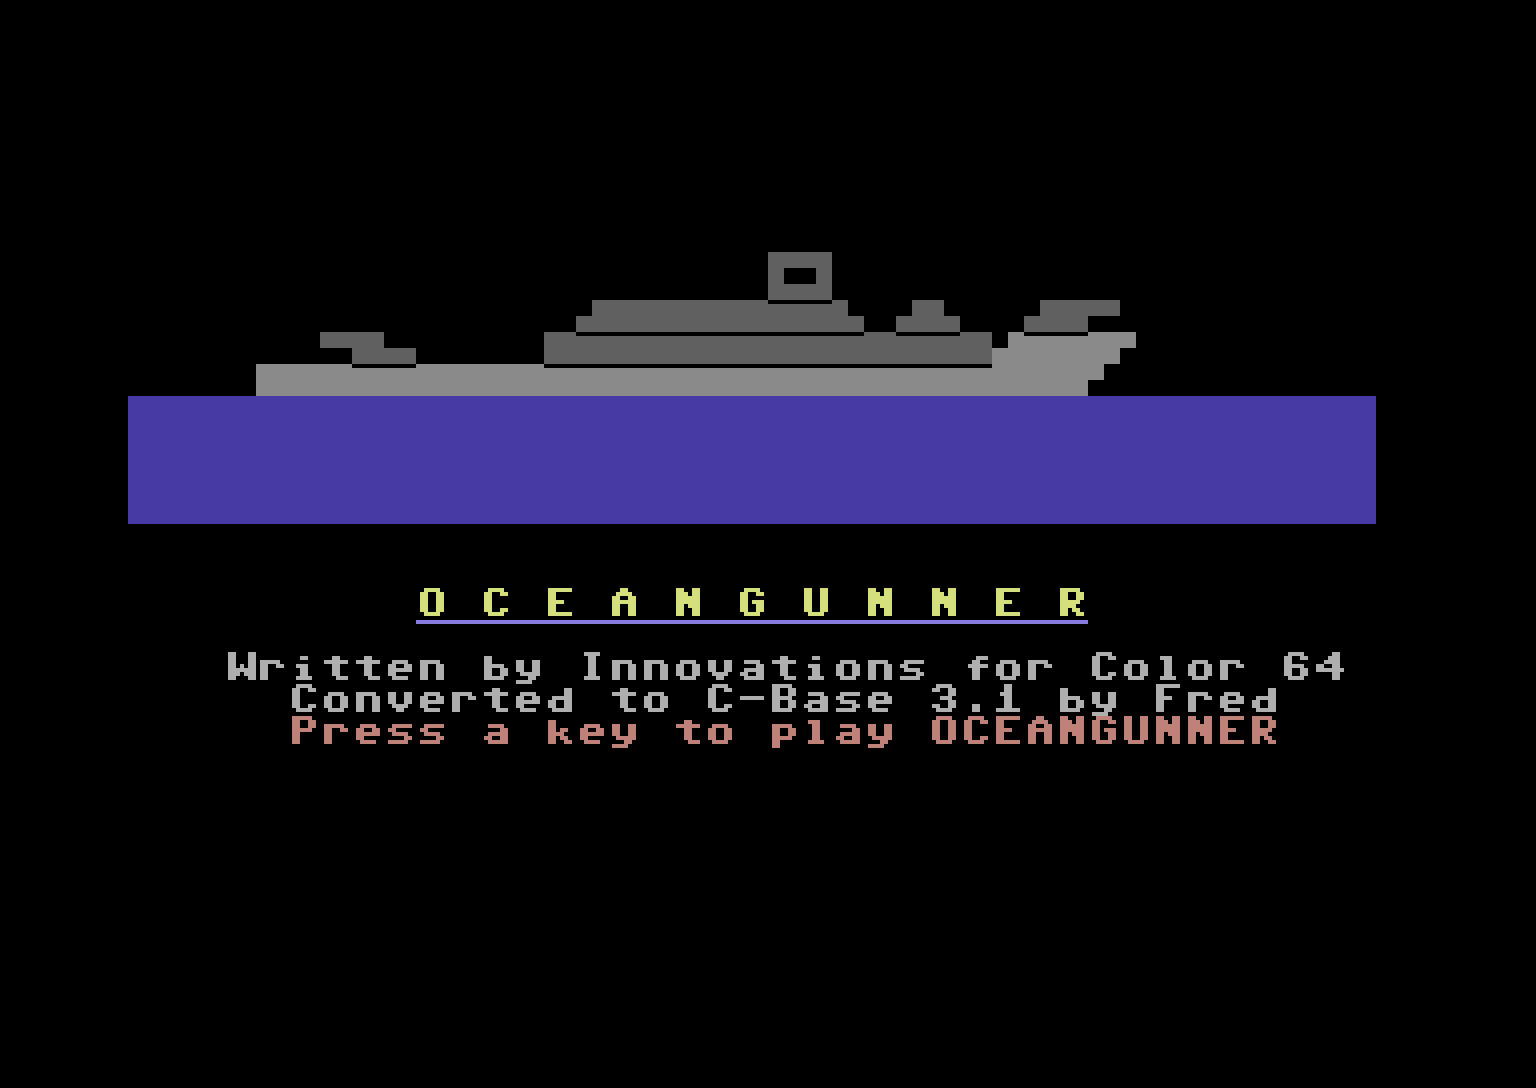 O C E A N G U N N E R
Written by Innovations for Color 64
Converted to C-Base 3.1 by Fred
Press a key to play OCEANGUNNER